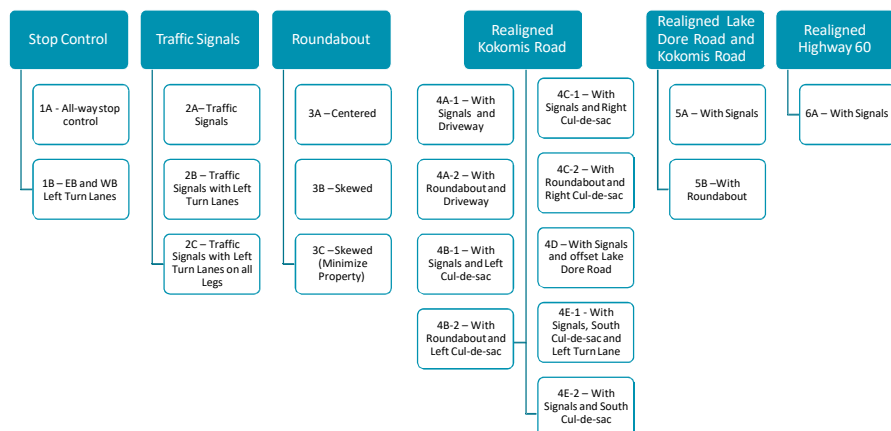 Stop Control
1A - All-way stop
control
1B – EB and WB
Left Turn Lanes
Traffic Signals
2A– Traffic
Signals
2B – Traffic
Signals with Left
Turn Lanes
2C – Traffic
Signals with Left
Turn Lanes on all
Legs
Roundabout
3A – Centered
3B – Skewed
3C – Skewed
(Minimize
Property)
Realigned
Kokomis Road
4A-1 – With
Signals and
Driveway
4A-2 – With
Roundabout and
Driveway
4B-1 – With
Signals and Left
Cul-de-sac
4B-2 – With
Roundabout and
Left Cul-de-sac
4C-1 – With
Signals and Right
Cul-de-sac
4C-2 – With
Roundabout and
Right Cul-de-sac
4D – With Signals
and offset Lake
Dore Road
4E-1 - With
Signals, South
Cul-de-sac and
Left Turn Lane
4E-2 – With
Signals and South
Cul-de-sac
Realigned Lake
Dore Road and
Kokomis Road
5A – With Signals
5B –With
Roundabout
Realigned
Highway 60
6A – With Signals